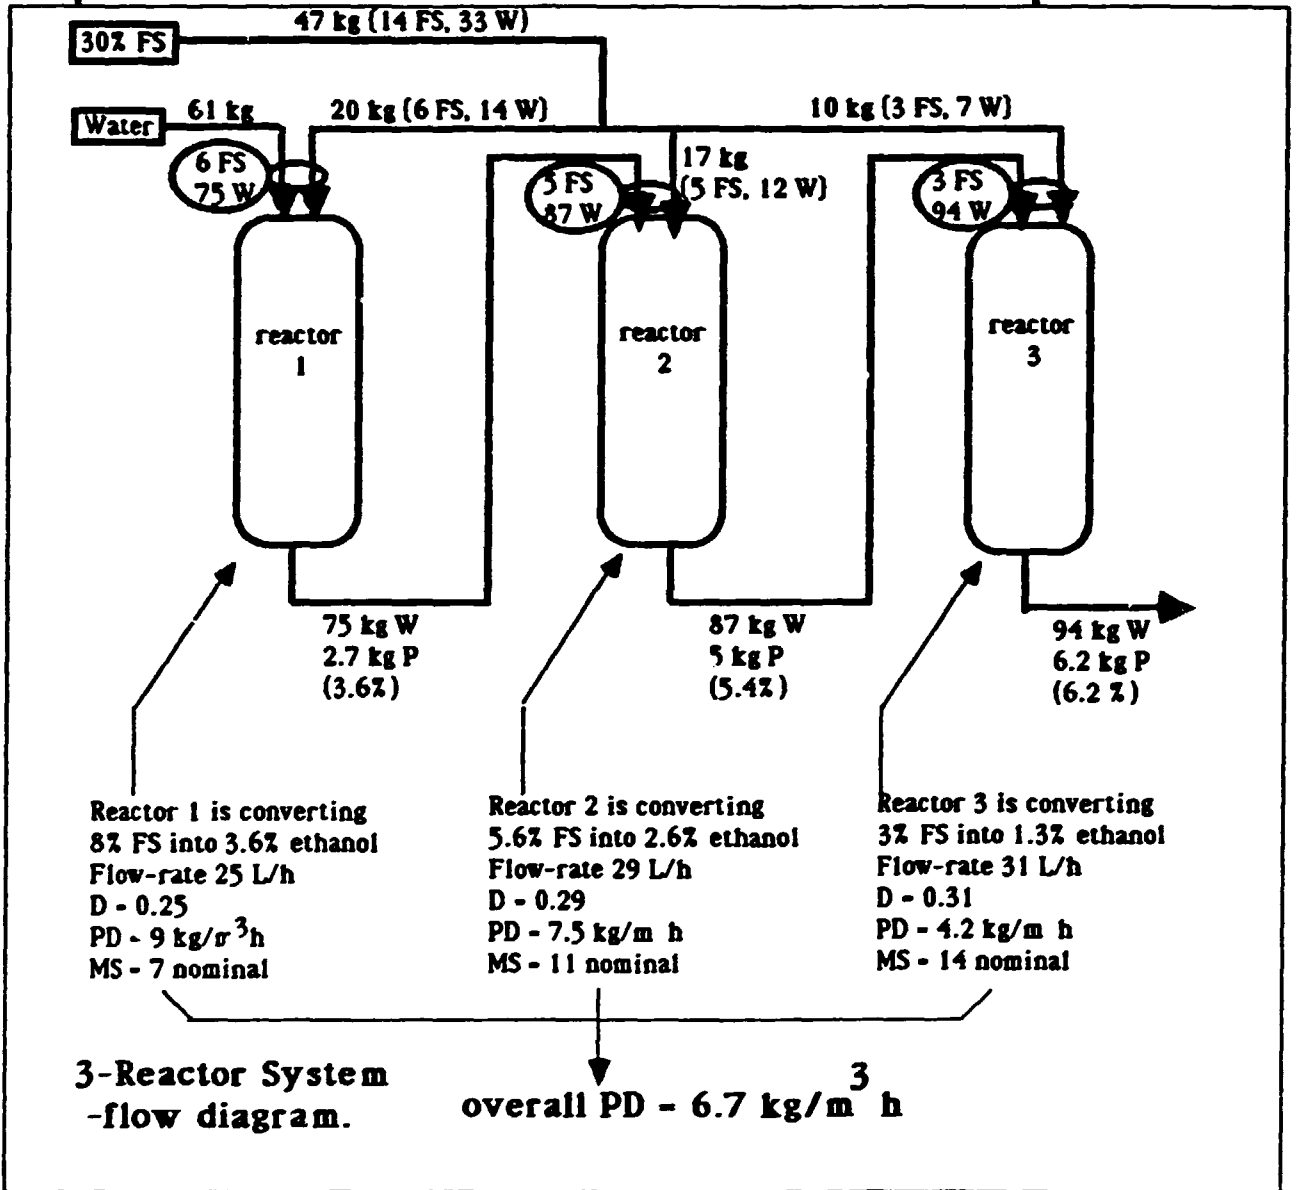 47 kg (14 FS, 33 W)
30% FS
Water
61 kg
20 kg (6 FS, 14 W)
10 kg (3 FS, 7 W)
6 FS
75 W
5 FS
87 W
17 kg
(5 FS, 12 W)
3 FS
94 W
reactor
1
reactor
2
reactor
3
75 kg W
2.7 kg P
(3.6%)
87 kg W
5 kg P
(5.4%)
94 kg W
6.2 kg P
(6.2 %)
Reactor 1 is converting
8% FS into 3.6% ethanol
Flow-rate 25 L/h
D - 0.25
PD - 9 kg/m³h
MS - 7 nominal
Reactor 2 is converting
5.6% FS into 2.6% ethanol
Flow-rate 29 L/h
D - 0.29
PD - 7.5 kg/m h
MS - 11 nominal
Reactor 3 is converting
3% FS into 1.3% ethanol
Flow-rate 31 L/h
D - 0.31
PD - 4.2 kg/m h
MS - 14 nominal
3-Reactor System
-flow diagram.
overall PD - 6.7 kg/m³ h